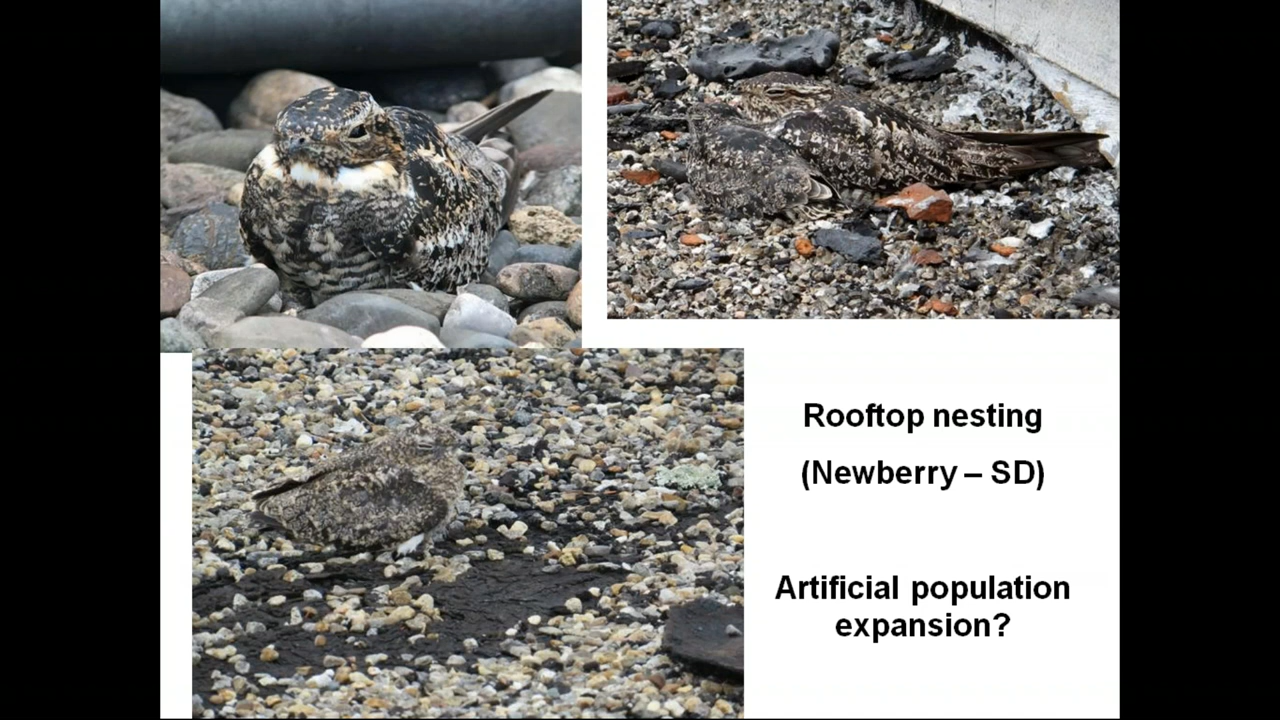 Rooftop nesting
(Newberry – SD)
Artificial population
expansion?